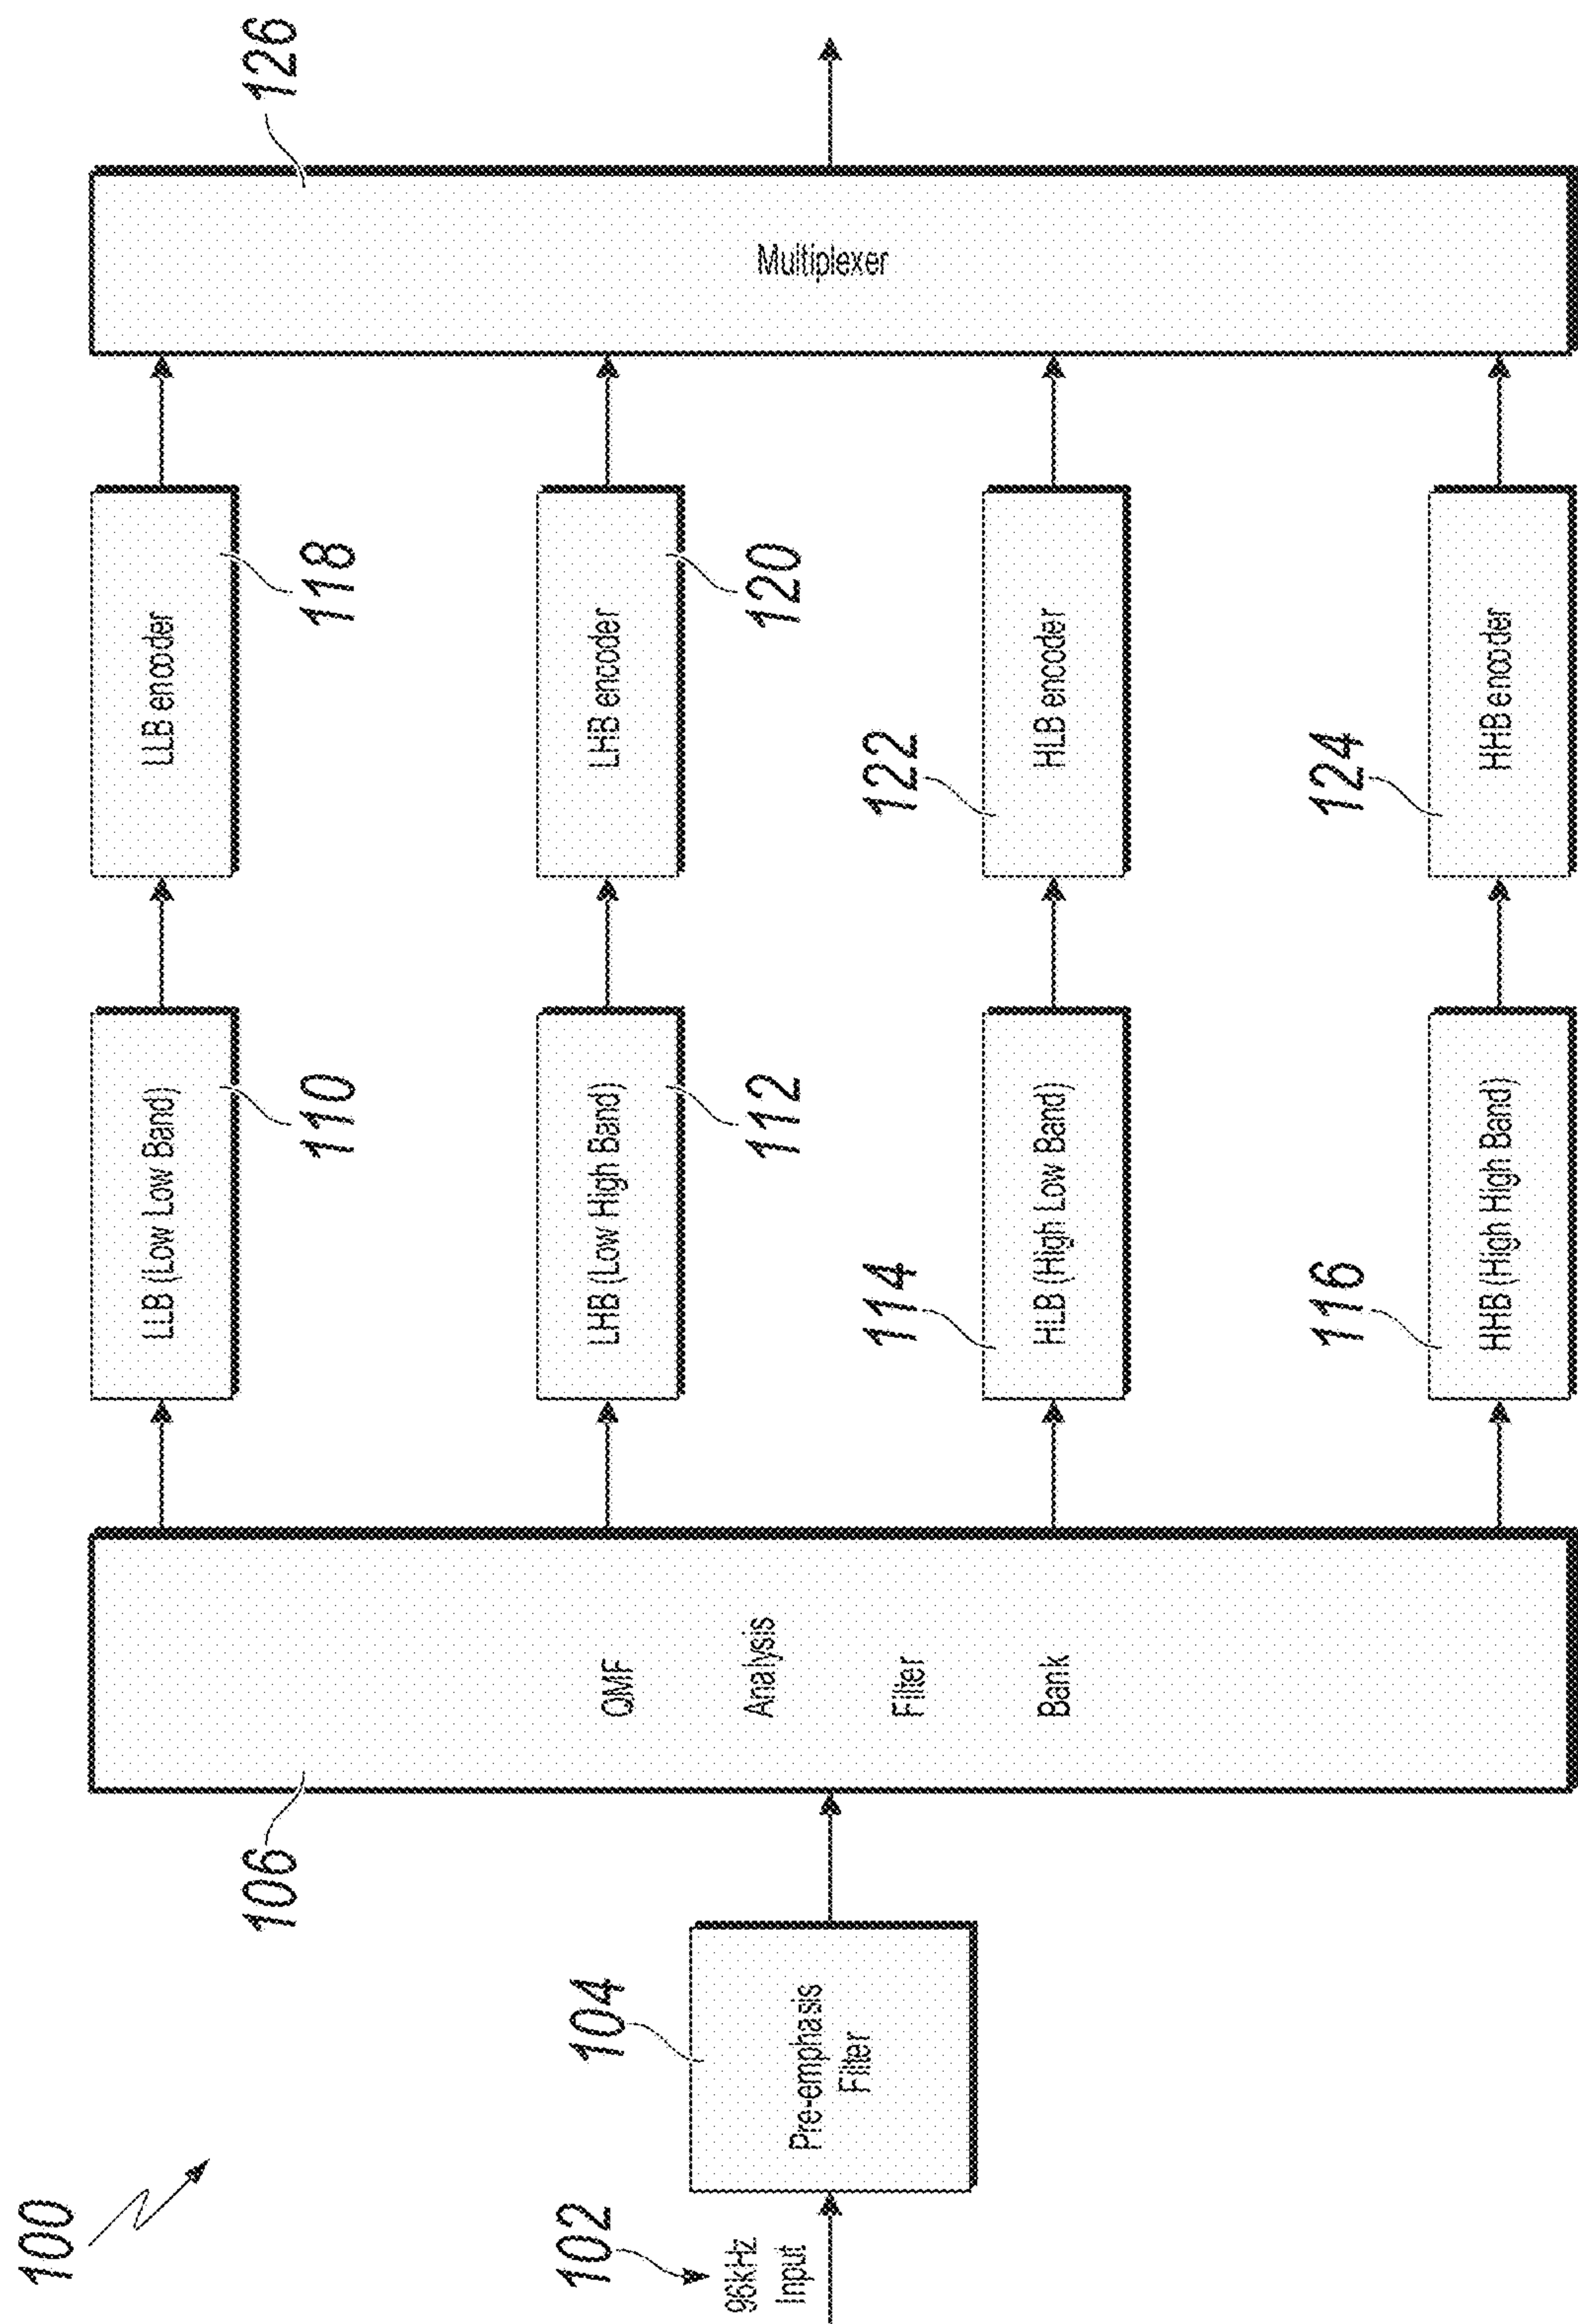 100
102
96kHz
Input
104
Pre-emphasis
Filter
106
QMF
Analysis
Filter
Bank
LLB (Low Low Band)
110
LHB (Low High Band)
112
114
HLB (High Low Band)
116
HHB (High High Band)
LLB encoder
118
LHB encoder
120
122
HLB encoder
124
HHB encoder
126
Multiplexer